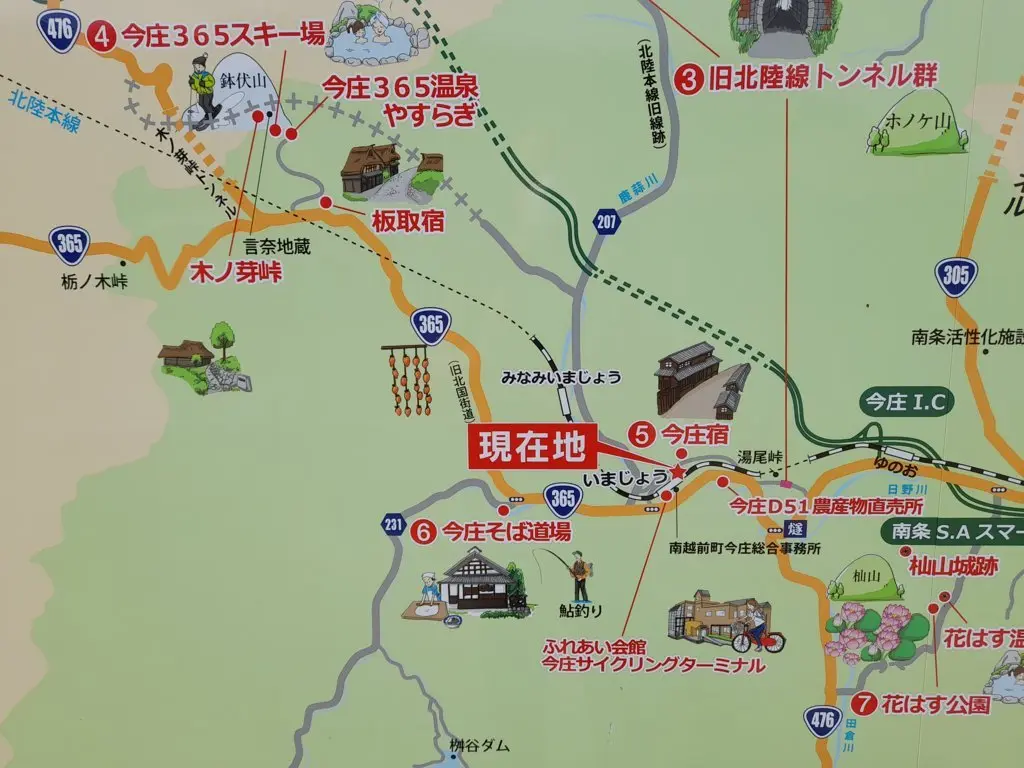 476
4 今庄365スキー場
鉢伏山
今庄365温泉
やすらぎ
(北陸本線旧線跡)
3 旧北陸線トンネル群
ホノケ山
北陸本線
木ノ芽峠トンネル
鹿蒜川
207
板取宿
365
言奈地蔵
木ノ芽峠
栃ノ木峠
305
365
南条活性化施設
(旧北国街道)
みなみいまじょう
今庄 I.C
5 今庄宿
現在地
湯尾峠
いまじょう
ゆのお
日野川
365
今庄D51農産物直売所
231
6 今庄そば道場
燧
南条 S.A スマー
南越前町今庄総合事務所
杣山城跡
杣山
鮎釣り
花はす温
ふれあい会館
今庄サイクリングターミナル
7 花はす公園
476
田倉川
桝谷ダム